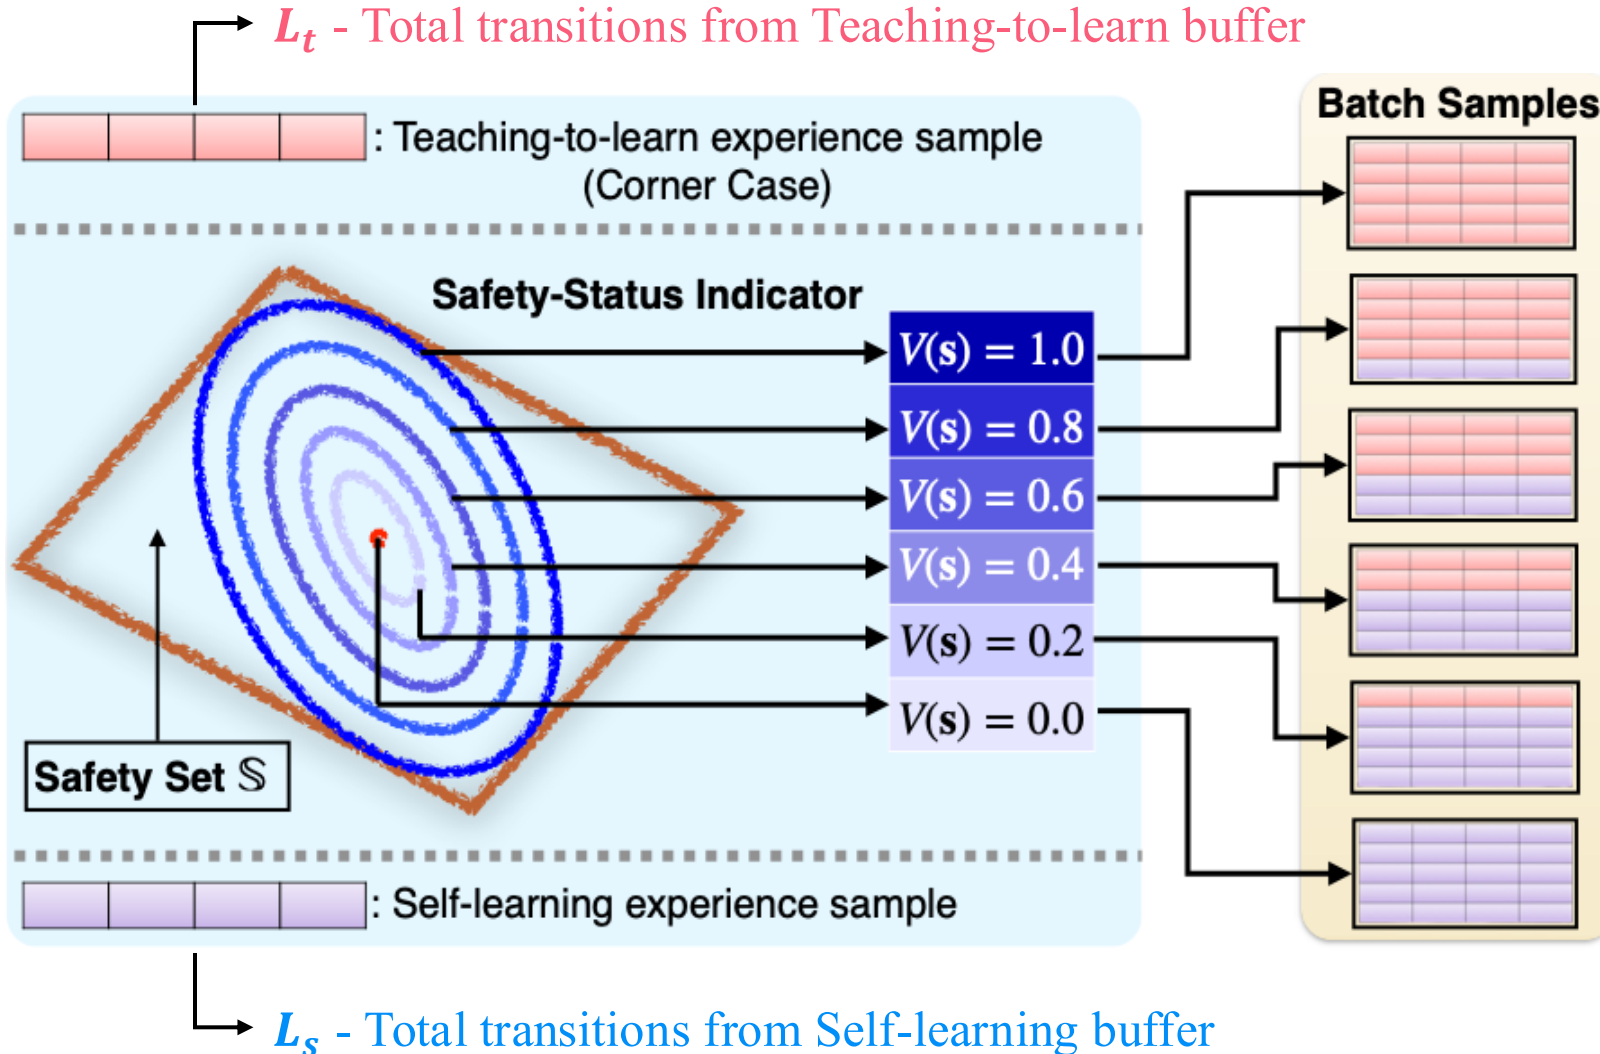 L_t - Total transitions from Teaching-to-learn buffer
Batch Samples
: Teaching-to-learn experience sample
(Corner Case)
Safety-Status Indicator
V(s) = 1.0
V(s) = 0.8
V(s) = 0.6
V(s) = 0.4
V(s) = 0.2
V(s) = 0.0
Safety Set 𝕊
: Self-learning experience sample
L_s - Total transitions from Self-learning buffer